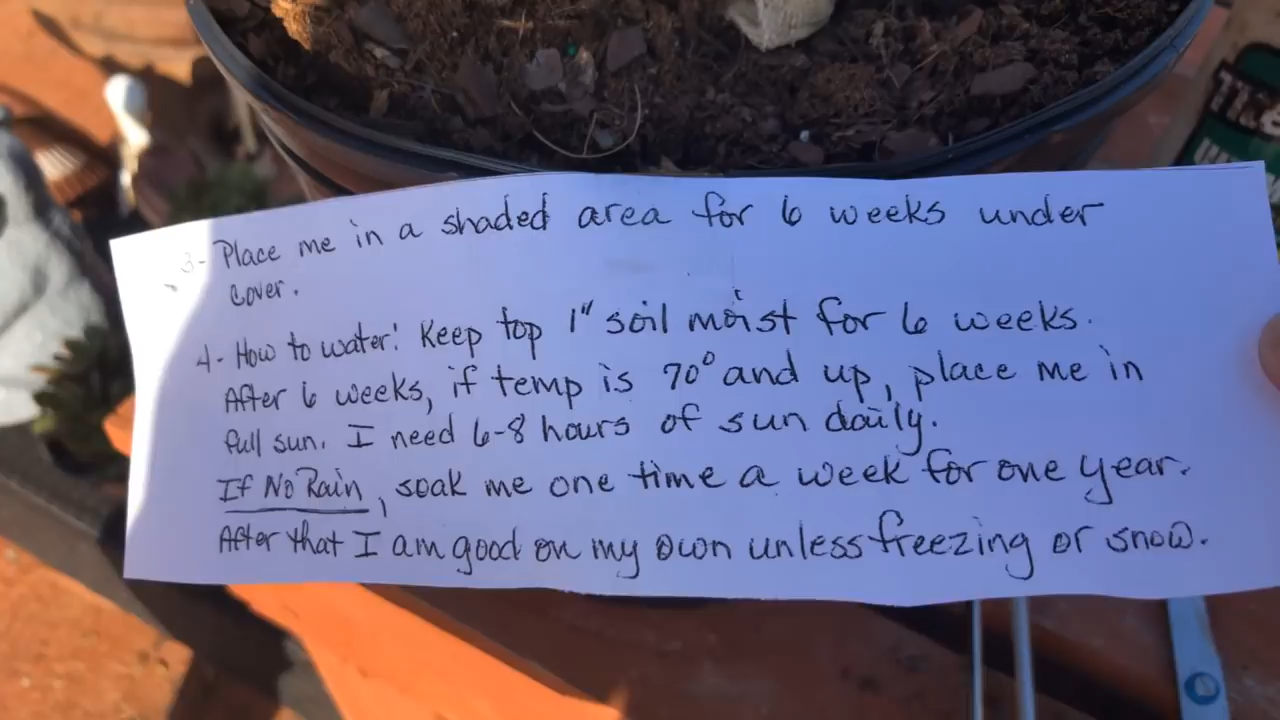 3- Place me in a shaded area for 6 weeks under
cover.
4- How to water: Keep top 1" soil moist for 6 weeks.
After 6 weeks, if temp is 70° and up, place me in
full sun. I need 6-8 hours of sun daily.
If No Rain, soak me one time a week for one year.
After that I am good on my own unless freezing or snow.